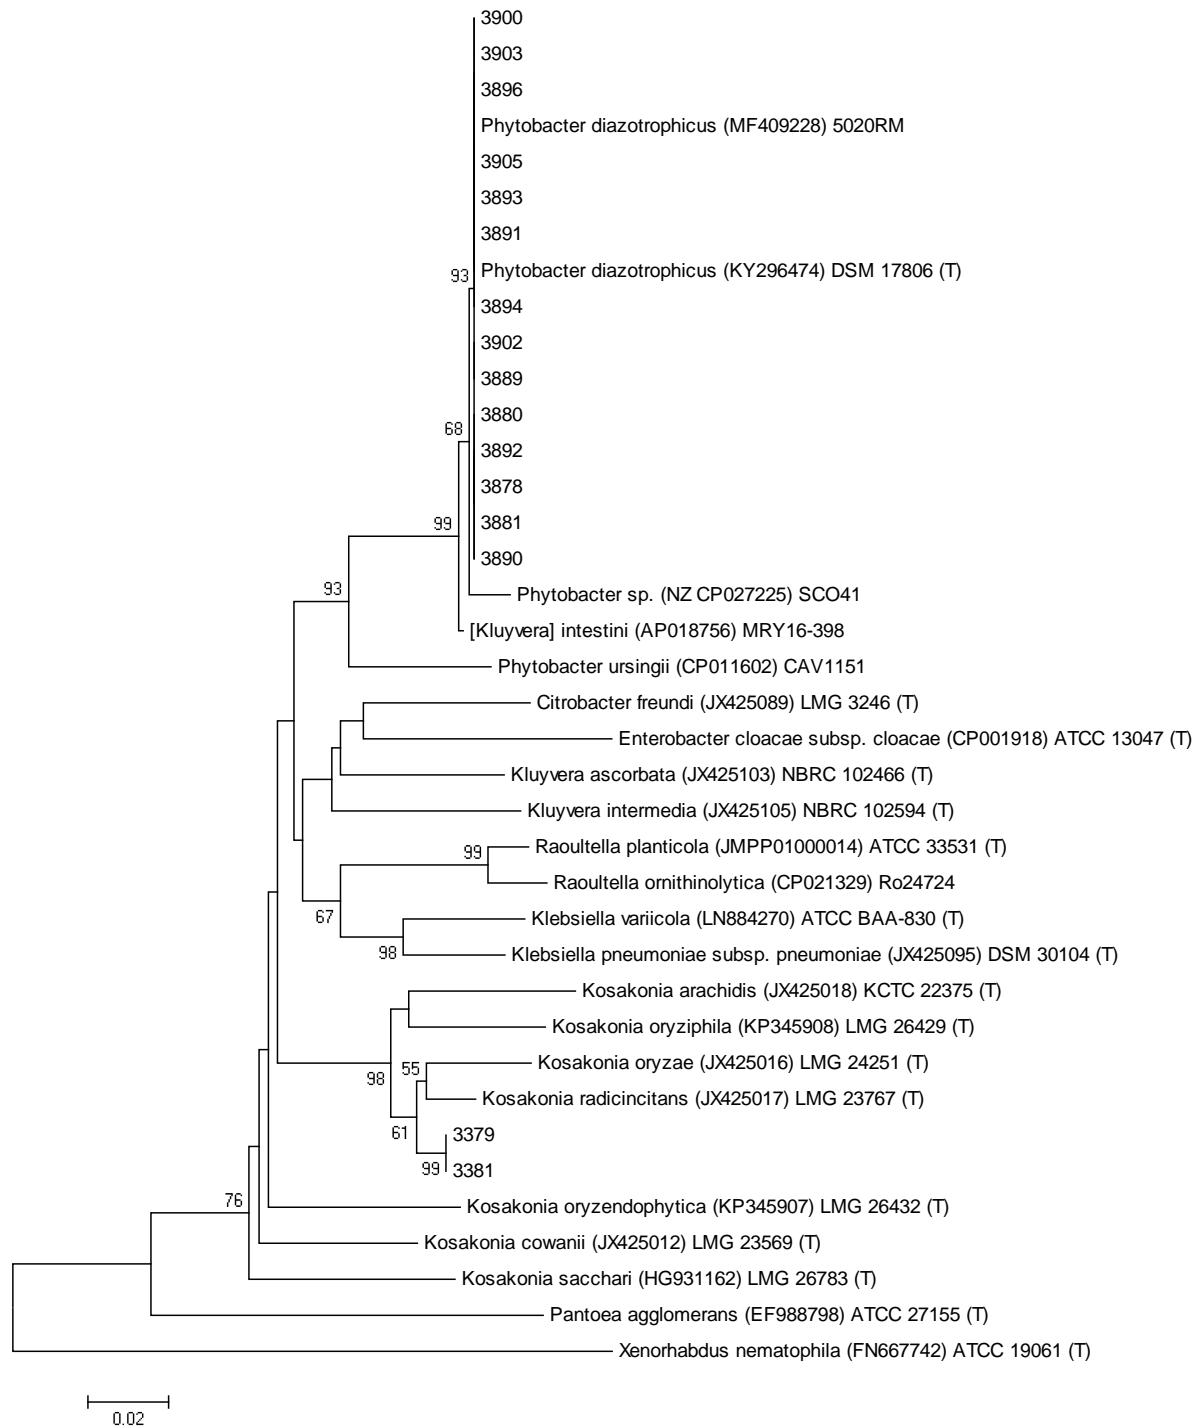 3900
3903
3896
Phytobacter diazotrophicus (MF409228) 5020RM
3905
3893
3891
Phytobacter diazotrophicus (KY296474) DSM 17806 (T)
93
3894
3902
3889
3880
68
3892
3878
3881
99
3890
93
Phytobacter sp. (NZ CP027225) SCO41
[Kluyvera] intestini (AP018756) MRY16-398
Phytobacter ursingii (CP011602) CAV1151
Citrobacter freundi (JX425089) LMG 3246 (T)
Enterobacter cloacae subsp. cloacae (CP001918) ATCC 13047 (T)
Kluyvera ascorbata (JX425103) NBRC 102466 (T)
Kluyvera intermedia (JX425105) NBRC 102594 (T)
99
Raoultella planticola (JMPP01000014) ATCC 33531 (T)
Raoultella ornithinolytica (CP021329) Ro24724
67
Klebsiella variicola (LN884270) ATCC BAA-830 (T)
98
Klebsiella pneumoniae subsp. pneumoniae (JX425095) DSM 30104 (T)
Kosakonia arachidis (JX425018) KCTC 22375 (T)
Kosakonia oryziphila (KP345908) LMG 26429 (T)
55
Kosakonia oryzae (JX425016) LMG 24251 (T)
98
Kosakonia radicincitans (JX425017) LMG 23767 (T)
61
3379
99
3381
76
Kosakonia oryzendophytica (KP345907) LMG 26432 (T)
Kosakonia cowanii (JX425012) LMG 23569 (T)
Kosakonia sacchari (HG931162) LMG 26783 (T)
Pantoea agglomerans (EF988798) ATCC 27155 (T)
Xenorhabdus nematophila (FN667742) ATCC 19061 (T)
0.02